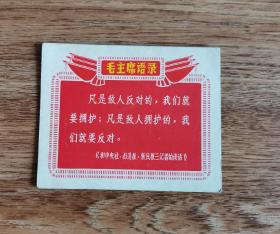 毛主席语录
凡是敌人反对的，我们就
要拥护；凡是敌人拥护的，我
们就要反对。
《和中央社、扫荡报、新民报三记者的谈话》